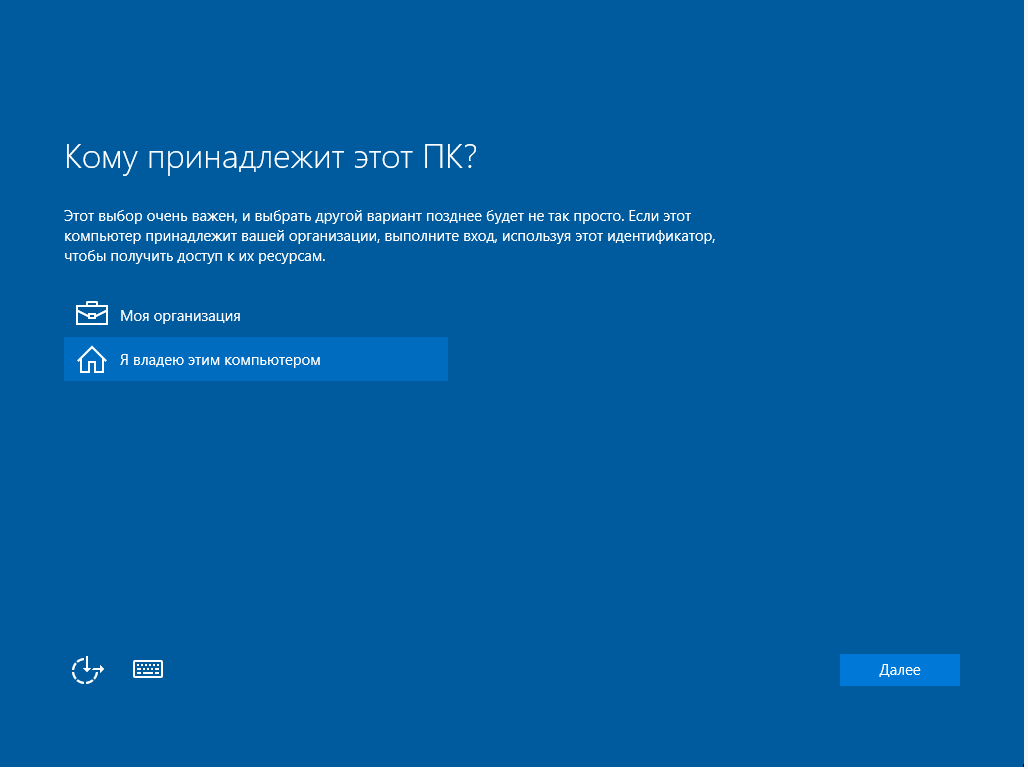 Кому принадлежит этот ПК?
Этот выбор очень важен, и выбрать другой вариант позднее будет не так просто. Если этот
компьютер принадлежит вашей организации, выполните вход, используя этот идентификатор,
чтобы получить доступ к их ресурсам.
Моя организация
Я владею этим компьютером
Далее